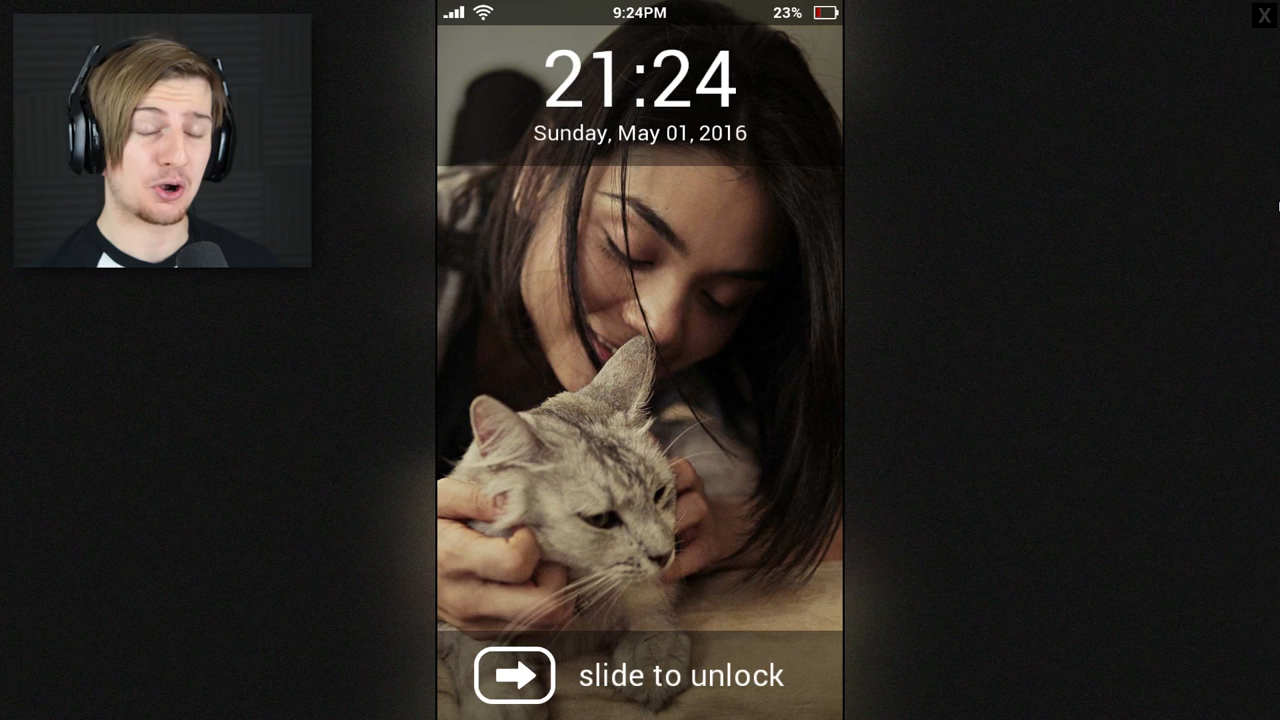 9:24PM
23%
X
21:24
Sunday, May 01, 2016
slide to unlock